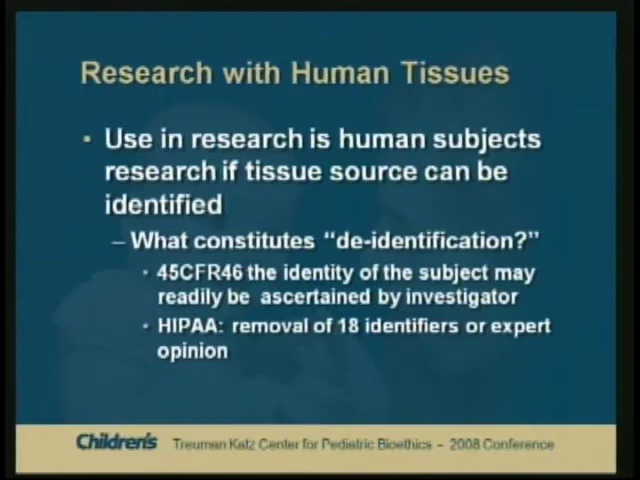 Research with Human Tissues
• Use in research is human subjects
research if tissue source can be
identified
– What constitutes “de-identification?”
• 45CFR46 the identity of the subject may
readily be ascertained by investigator
• HIPAA: removal of 18 identifiers or expert
opinion
Children's Treuman Katz Center for Pediatric Bioethics - 2008 Conference